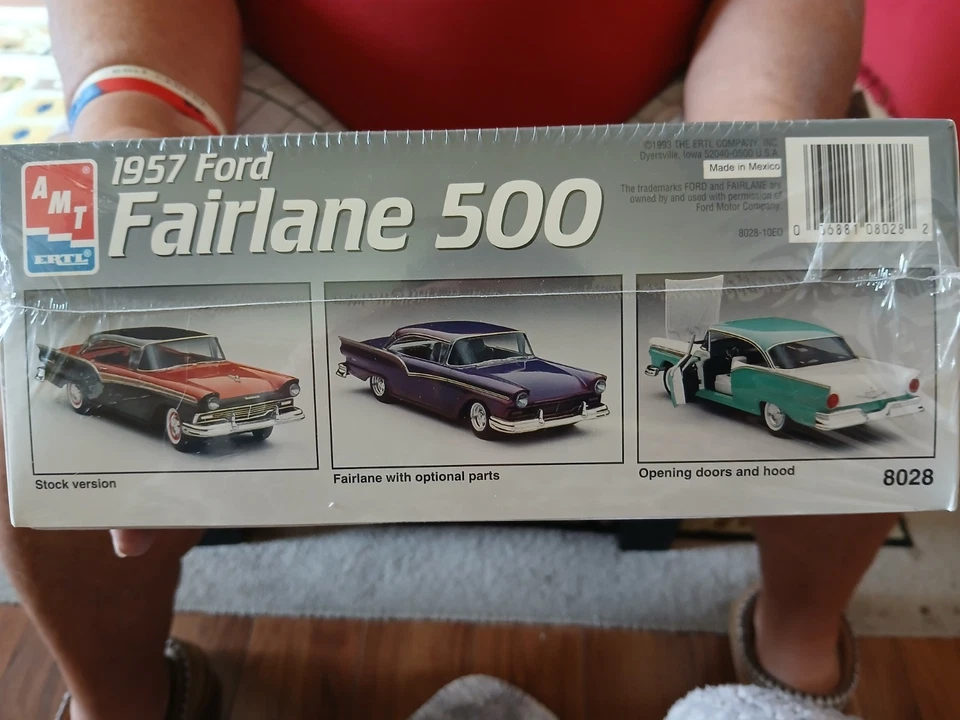 AMT
ERTL®
1957 Ford
Fairlane 500
©1993 THE ERTL COMPANY, INC.
Dyersville, Iowa 52040-0500 U.S.A.
Made in Mexico
The trademarks FORD and FAIRLANE are
owned by and used with permission of
Ford Motor Company.
8028-10EO
0 36881 08028 2
Stock version
Fairlane with optional parts
Opening doors and hood
8028